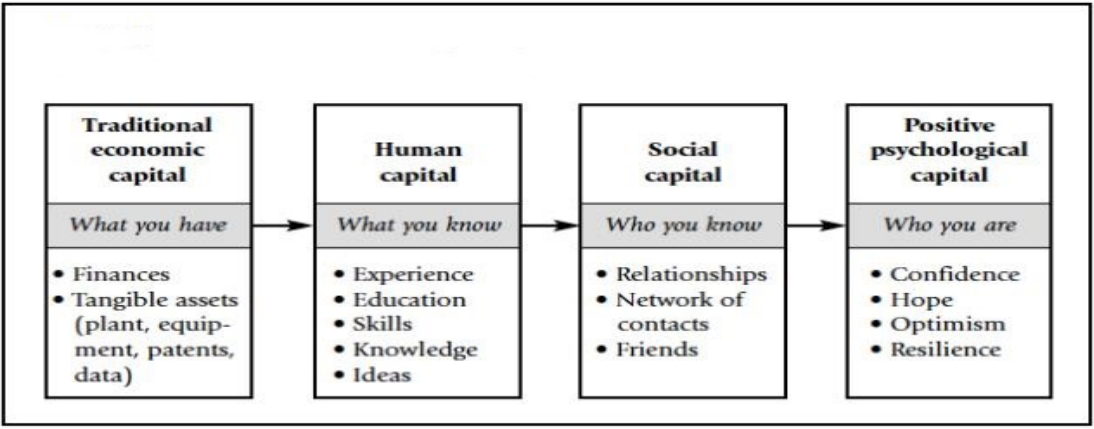 Traditional
economic
capital
What you have
• Finances
• Tangible assets
(plant, equip-
ment, patents,
data)
Human
capital
What you know
• Experience
• Education
• Skills
• Knowledge
• Ideas
Social
capital
Who you know
• Relationships
• Network of
contacts
• Friends
Positive
psychological
capital
Who you are
• Confidence
• Hope
• Optimism
• Resilience